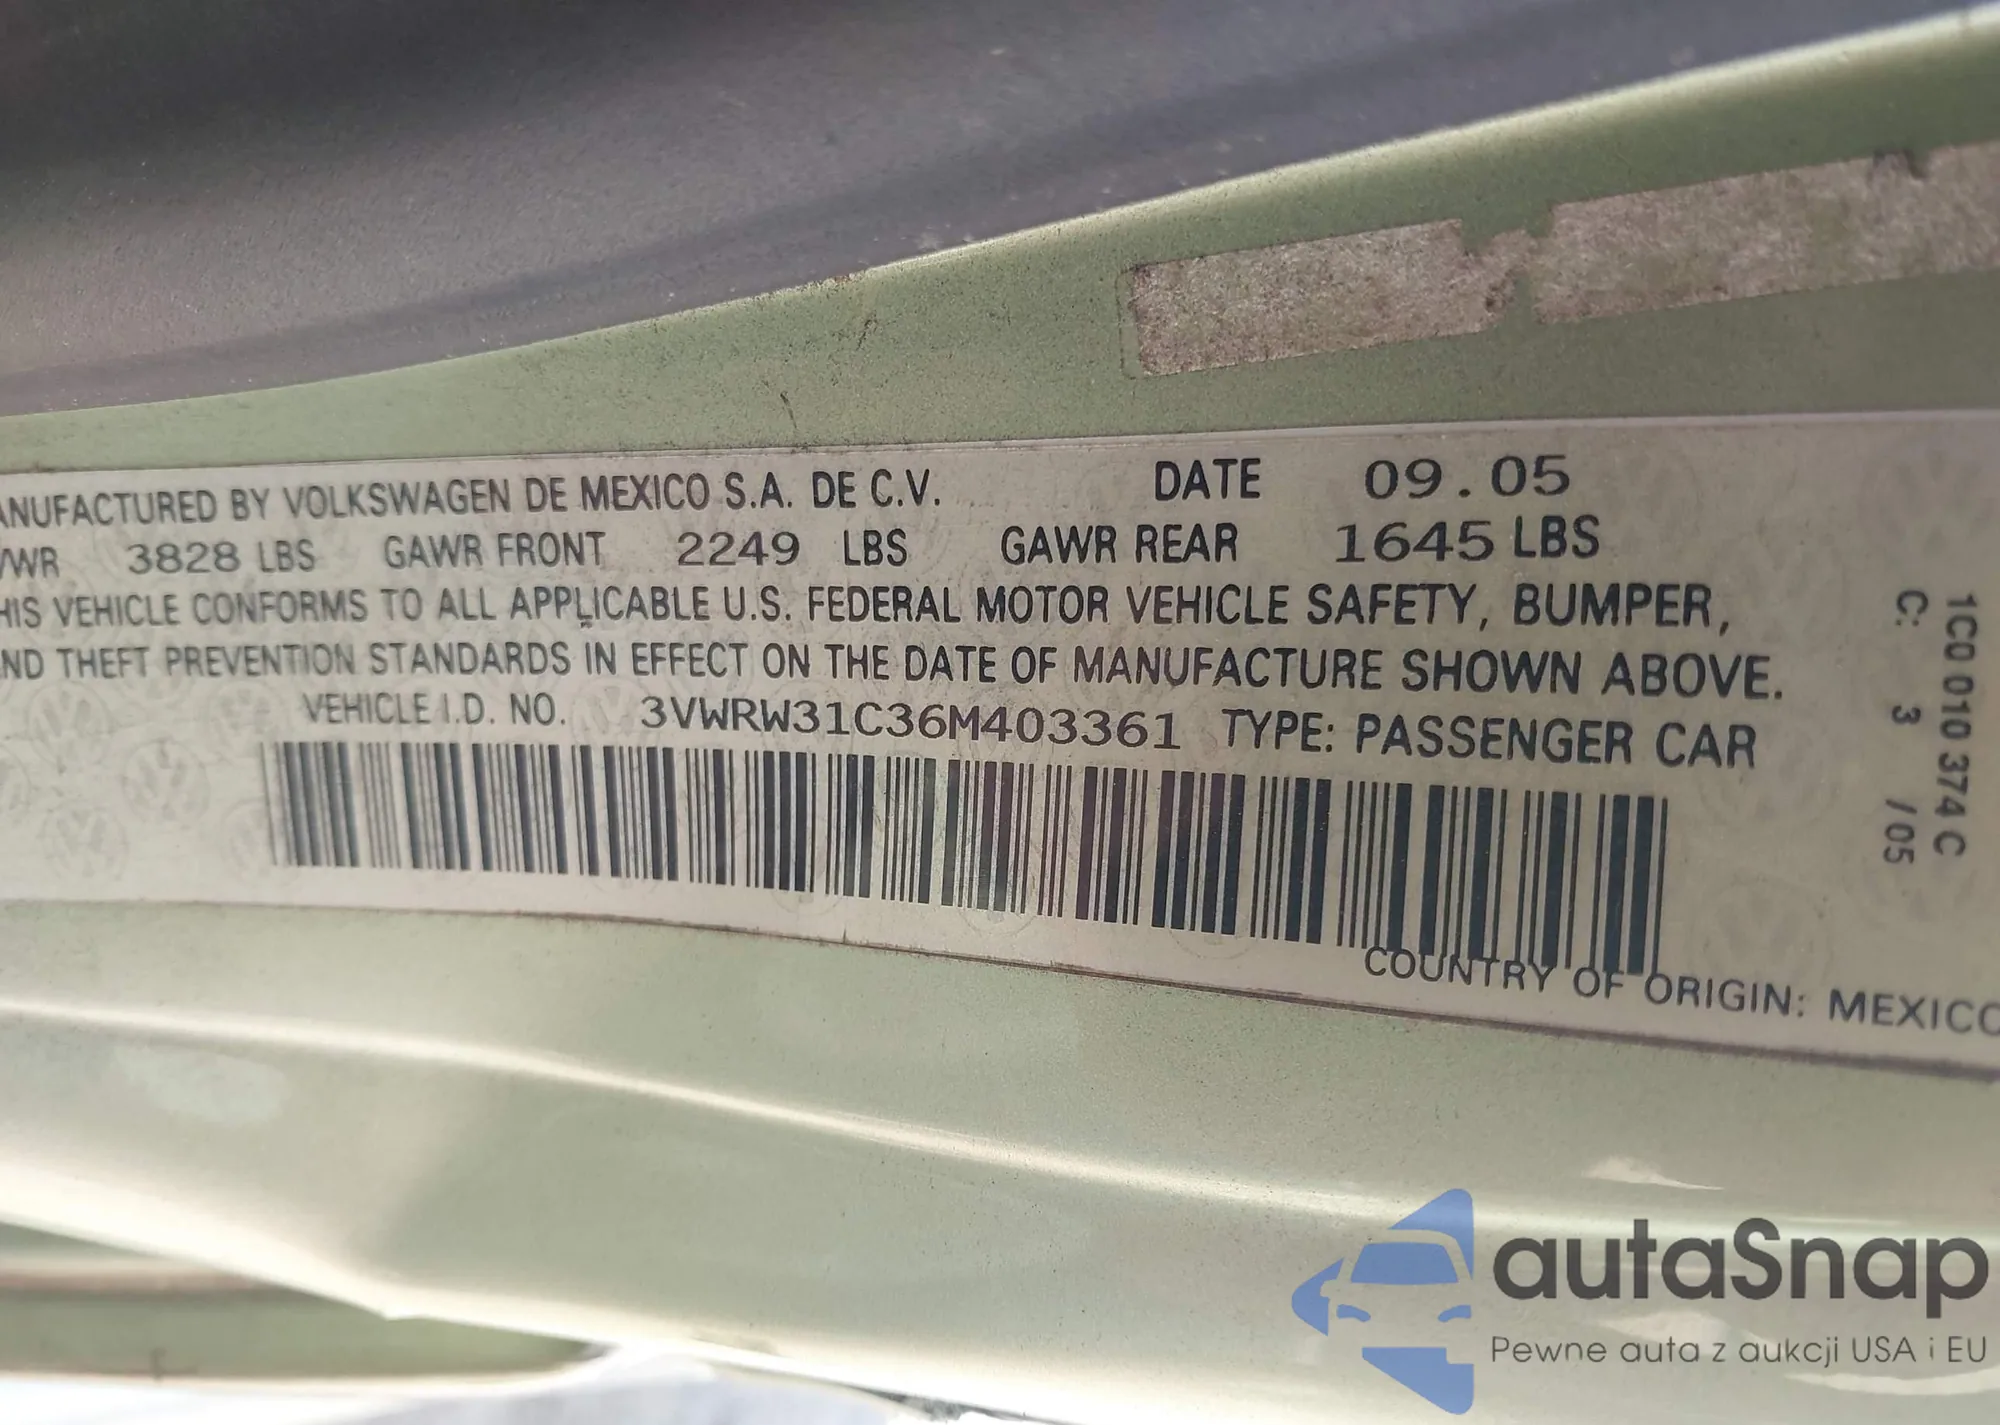 ANUFACTURED BY VOLKSWAGEN DE MEXICO S.A. DE C.V. DATE 09.05
VWR 3828 LBS GAWR FRONT 2249 LBS GAWR REAR 1645 LBS
HIS VEHICLE CONFORMS TO ALL APPLICABLE U.S. FEDERAL MOTOR VEHICLE SAFETY, BUMPER,
ND THEFT PREVENTION STANDARDS IN EFFECT ON THE DATE OF MANUFACTURE SHOWN ABOVE.
VEHICLE I.D. NO. 3VWRW31C36M403361 TYPE: PASSENGER CAR
COUNTRY OF ORIGIN: MEXICO
1C0 010 374 C
C: 3 /05
autaSnap
Pewne auta z aukcji USA i EU